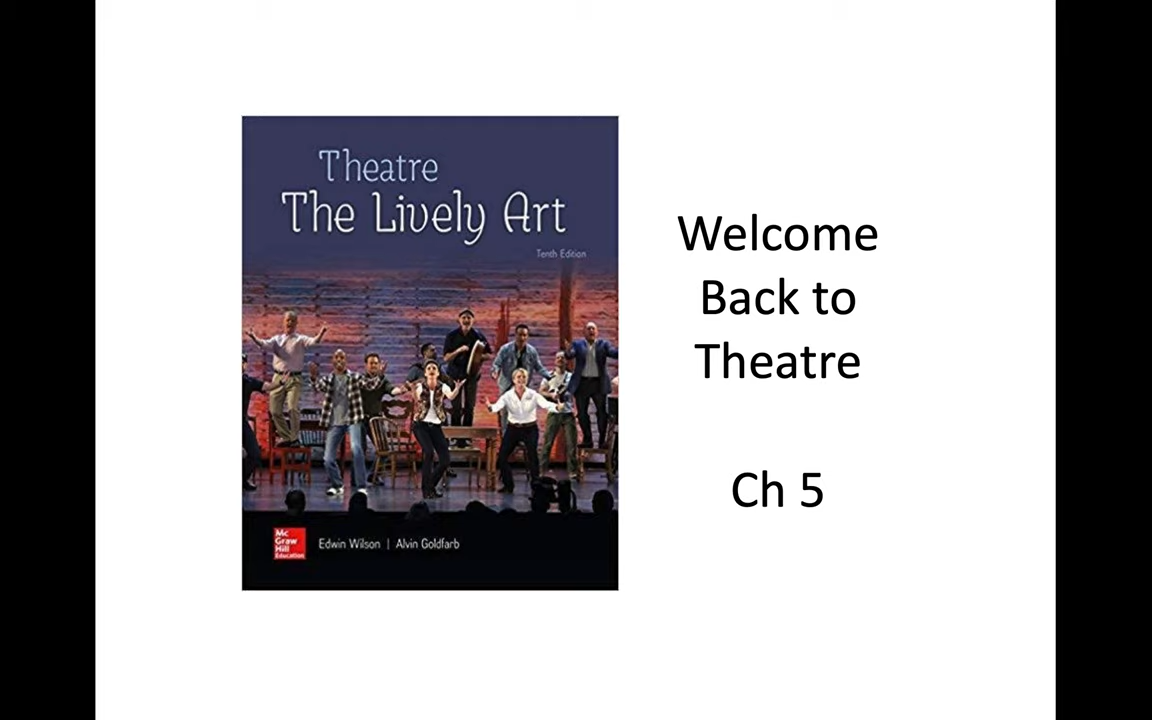 Theatre
The Lively Art
Tenth Edition
Mc
Graw
Hill
Education
Edwin Wilson | Alvin Goldfarb
Welcome
Back to
Theatre
Ch 5